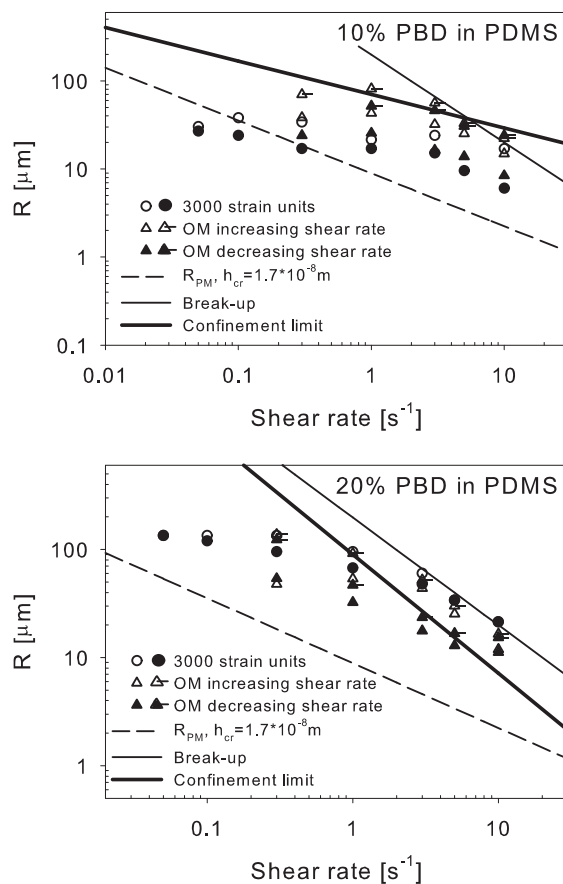 10% PBD in PDMS
100
10
1
0.1
R [μm]
3000 strain units
OM increasing shear rate
OM decreasing shear rate
R_PM, h_cr=1.7*10^-8m
Break-up
Confinement limit
0.01 0.1 1 10
Shear rate [s^-1]
20% PBD in PDMS
100
10
1
R [μm]
3000 strain units
OM increasing shear rate
OM decreasing shear rate
R_PM, h_cr=1.7*10^-8m
Break-up
Confinement limit
0.1 1 10
Shear rate [s^-1]